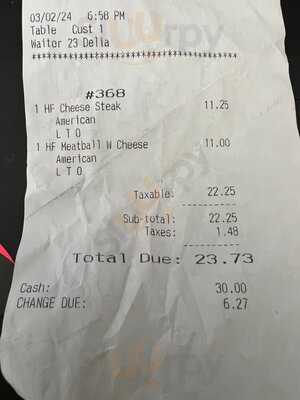 03/02/24 6:58 PM
Table Cust 1
Waitor 23 Delia
****************************************
#368
1 HF Cheese Steak 11.25
American
L T O
1 HF Meatball W Cheese 11.00
American
L T O
Taxable: 22.25
----------
Sub-total: 22.25
Taxes: 1.48
----------
Total Due: 23.73
Cash: 30.00
CHANGE DUE: 6.27